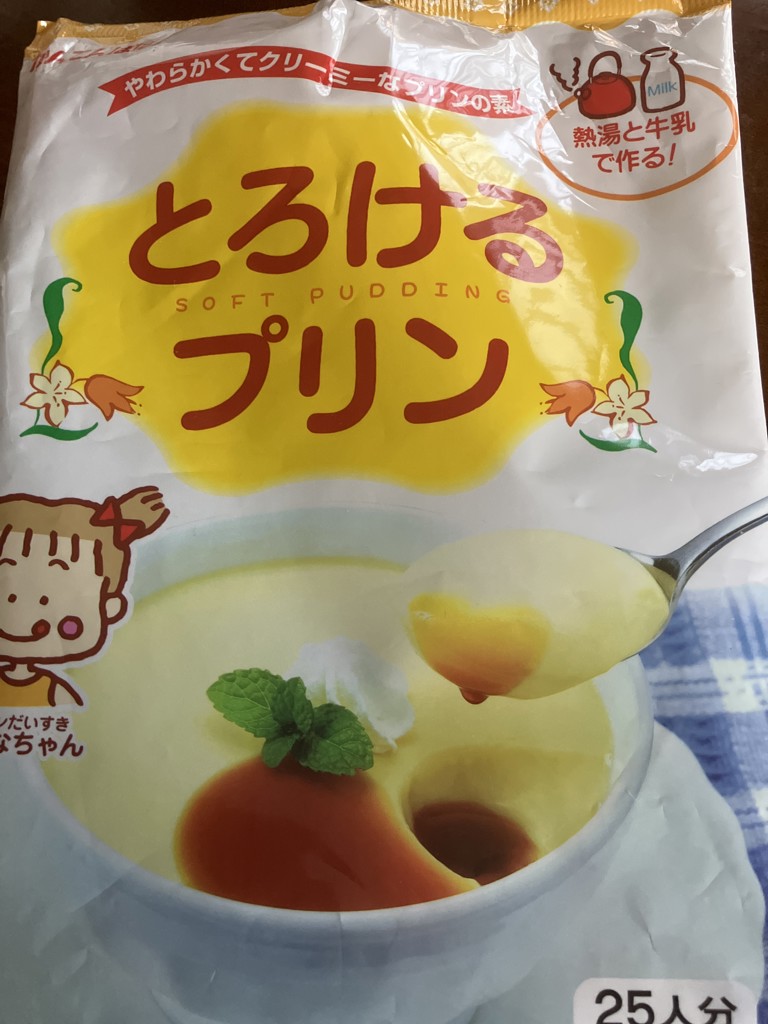 やわらかくてクリーミーなプリンの素
Milk
熱湯と牛乳
で作る!
とろける
SOFT PUDDING
プリン
ンだいすき
なちゃん
25人分